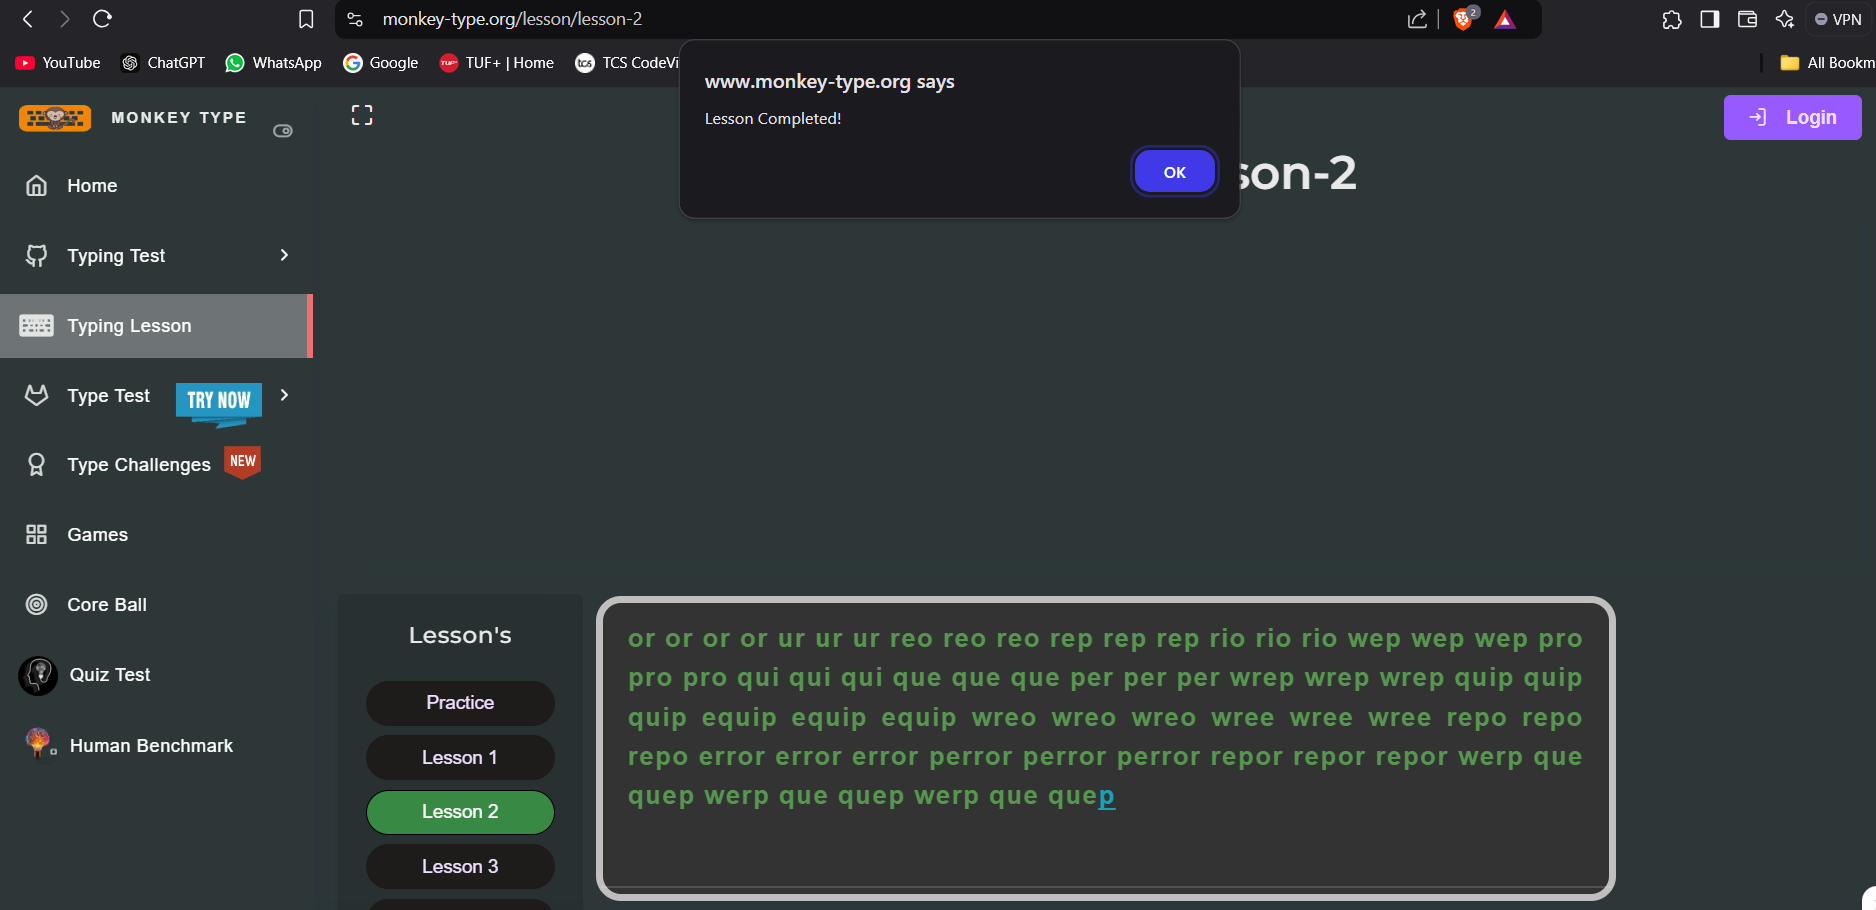 monkey-type.org/lesson/lesson-2
2
VPN
YouTube
ChatGPT
WhatsApp
Google
TUF+ | Home
TCS CodeVi
All Bookm
www.monkey-type.org says
Lesson Completed!
OK
MONKEY TYPE
Login
son-2
Home
Typing Test
Typing Lesson
Type Test
TRY NOW
Type Challenges
NEW
Games
Core Ball
Quiz Test
Human Benchmark
Lesson's
Practice
Lesson 1
Lesson 2
Lesson 3
or or or or ur ur ur reo reo reo rep rep rep rio rio rio wep wep wep pro
pro pro qui qui qui que que que per per per wrep wrep wrep quip quip
quip equip equip equip wreo wreo wreo wree wree wree repo repo
repo error error error perror perror perror repor repor repor werp que
quep werp que quep werp que quep